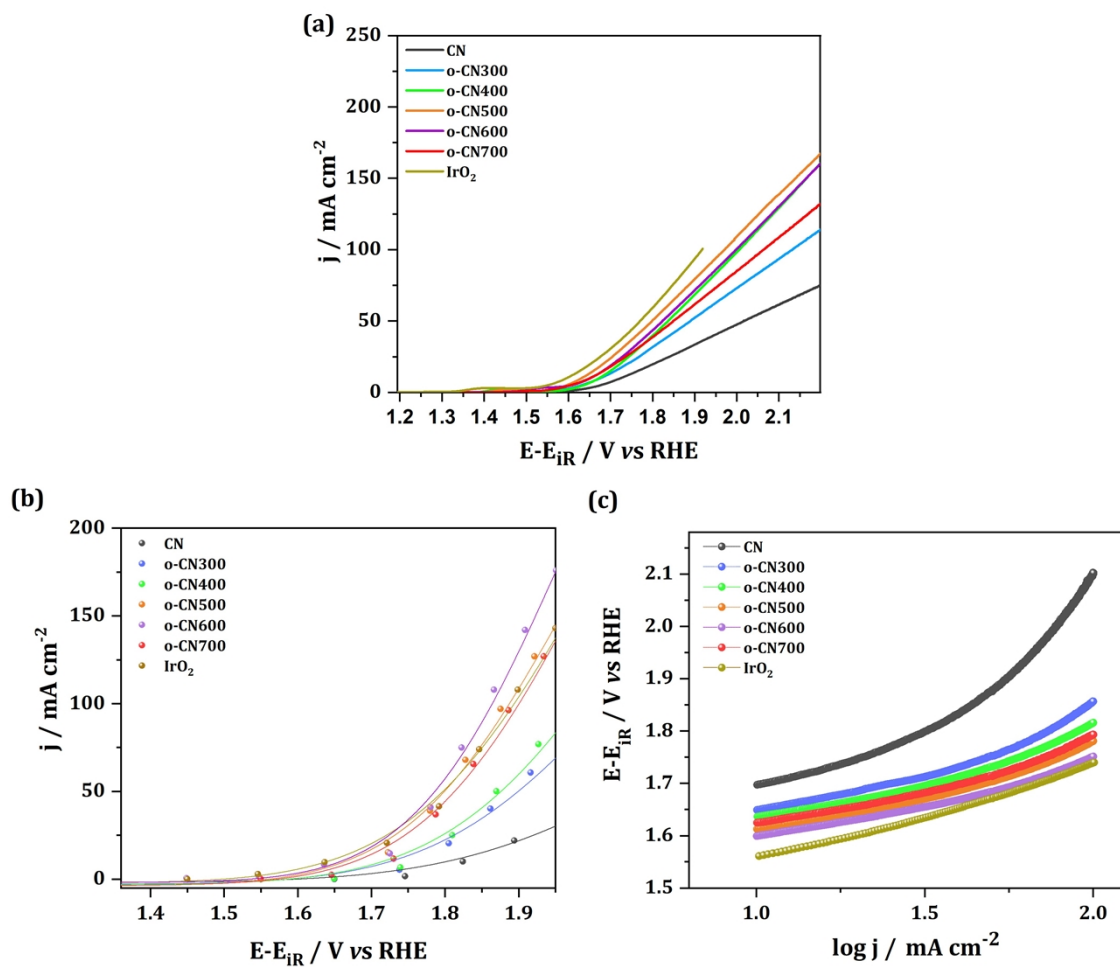 (a)
250
200
150
100
50
0
j / mA cm⁻²
CN
o-CN300
o-CN400
o-CN500
o-CN600
o-CN700
IrO₂
1.2 1.3 1.4 1.5 1.6 1.7 1.8 1.9 2.0 2.1
E-E_iR / V vs RHE
(b)
200
150
100
50
0
j / mA cm⁻²
CN
o-CN300
o-CN400
o-CN500
o-CN600
o-CN700
IrO₂
1.4 1.5 1.6 1.7 1.8 1.9
E-E_iR / V vs RHE
(c)
2.1
2.0
1.9
1.8
1.7
1.6
1.5
E-E_iR / V vs RHE
CN
o-CN300
o-CN400
o-CN500
o-CN600
o-CN700
IrO₂
1.0 1.5 2.0
log j / mA cm⁻²